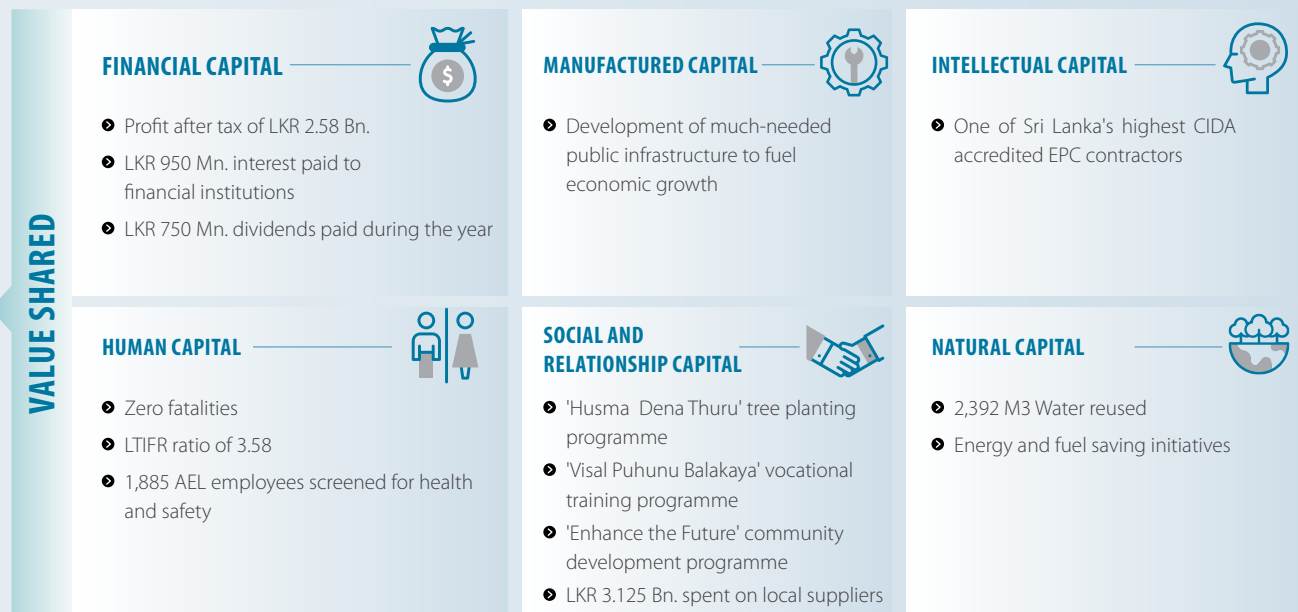 VALUE SHARED
FINANCIAL CAPITAL
$
Profit after tax of LKR 2.58 Bn.
LKR 950 Mn. interest paid to
financial institutions
LKR 750 Mn. dividends paid during the year
MANUFACTURED CAPITAL
Development of much-needed
public infrastructure to fuel
economic growth
INTELLECTUAL CAPITAL
One of Sri Lanka's highest CIDA
accredited EPC contractors
HUMAN CAPITAL
Zero fatalities
LTIFR ratio of 3.58
1,885 AEL employees screened for health
and safety
SOCIAL AND
RELATIONSHIP CAPITAL
'Husma Dena Thuru' tree planting
programme
'Visal Puhunu Balakaya' vocational
training programme
'Enhance the Future' community
development programme
LKR 3.125 Bn. spent on local suppliers
NATURAL CAPITAL
2,392 M3 Water reused
Energy and fuel saving initiatives